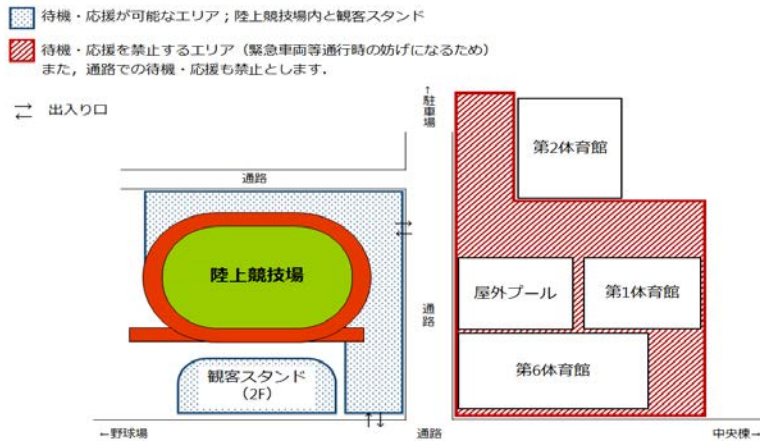 待機・応援が可能なエリア；陸上競技場内と観客スタンド
待機・応援を禁止するエリア（緊急車両等通行時の妨げになるため）
また，通路での待機・応援も禁止とします．
出入り口
↑駐車場
第2体育館
通路
陸上競技場
屋外プール
第1体育館
通路
第6体育館
観客スタンド
（2F）
←野球場
通路
中央棟→